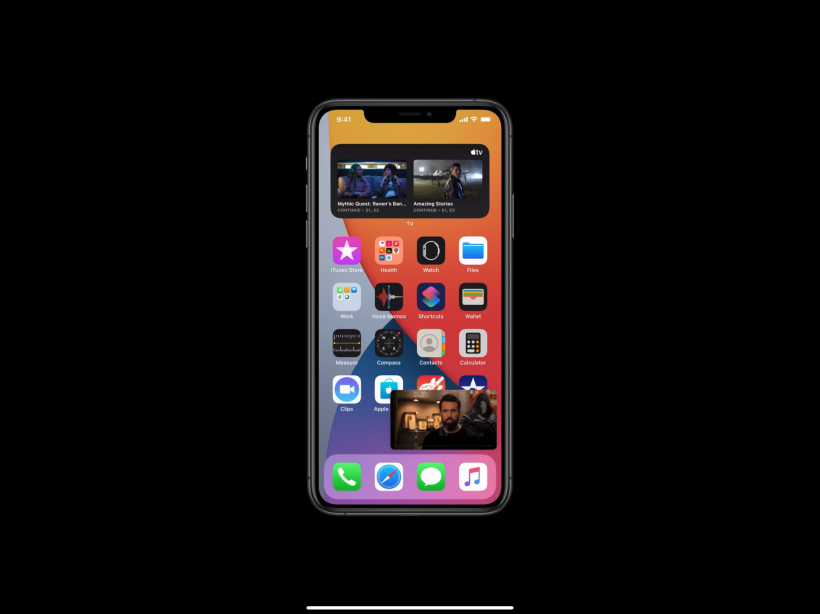 9:41
tv
Mythic Quest: Raven's Ban...
CONTINUE • S1, E2
Amazing Stories
CONTINUE • S1, E5
TV
iTunes Store
Health
Watch
Files
Work
Voice Memos
Shortcuts
Wallet
Measure
Compass
Contacts
Calculator
Clips
Apple